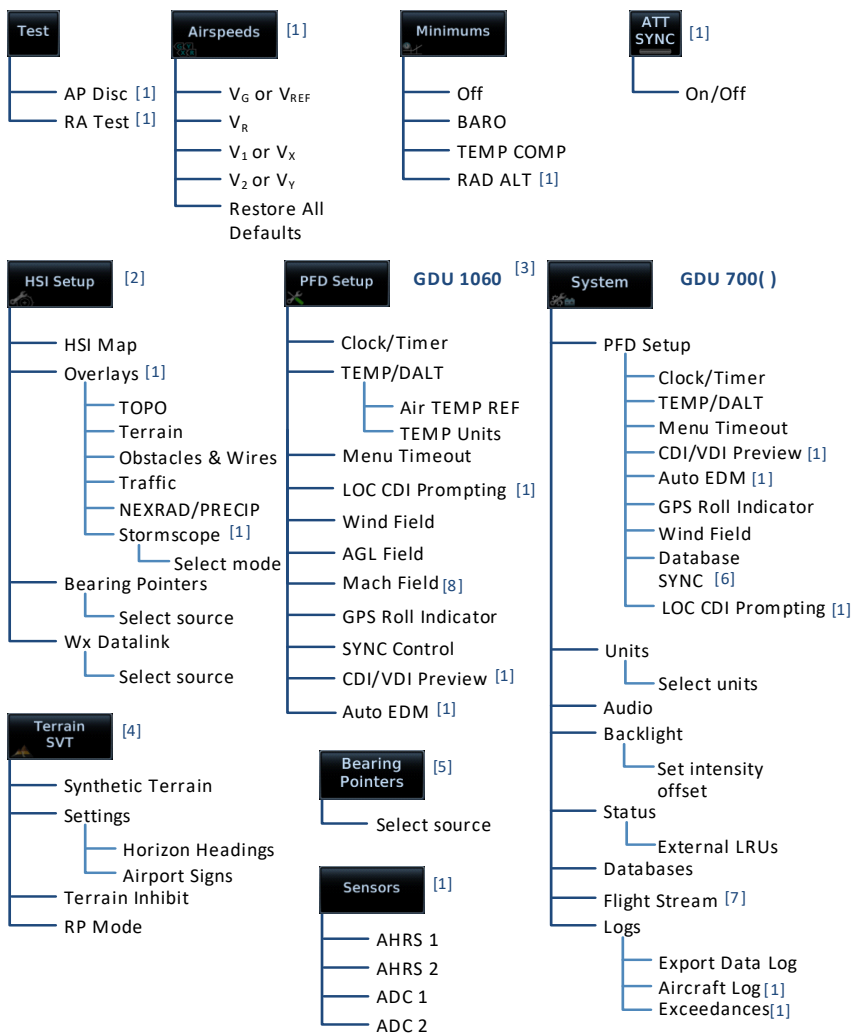 Test
AP Disc [1]
RA Test [1]
Airspeeds [1]
V_G or V_REF
V_R
V_1 or V_X
V_2 or V_Y
Restore All
Defaults
Minimums
Off
BARO
TEMP COMP
RAD ALT [1]
ATT
SYNC [1]
On/Off
HSI Setup [2]
HSI Map
Overlays [1]
TOPO
Terrain
Obstacles & Wires
Traffic
NEXRAD/PRECIP
Stormscope [1]
Select mode
Bearing Pointers
Select source
Wx Datalink
Select source
PFD Setup GDU 1060 [3]
Clock/Timer
TEMP/DALT
Air TEMP REF
TEMP Units
Menu Timeout
LOC CDI Prompting [1]
Wind Field
AGL Field
Mach Field [8]
GPS Roll Indicator
SYNC Control
CDI/VDI Preview [1]
Auto EDM [1]
System GDU 700( )
PFD Setup
Clock/Timer
TEMP/DALT
Menu Timeout
CDI/VDI Preview [1]
Auto EDM [1]
GPS Roll Indicator
Wind Field
Database
SYNC [6]
LOC CDI Prompting [1]
Units
Select units
Audio
Backlight
Set intensity
offset
Status
External LRUs
Databases
Flight Stream [7]
Logs
Export Data Log
Aircraft Log [1]
Exceedances [1]
Terrain
SVT [4]
Synthetic Terrain
Settings
Horizon Headings
Airport Signs
Terrain Inhibit
RP Mode
Bearing
Pointers [5]
Select source
Sensors [1]
AHRS 1
AHRS 2
ADC 1
ADC 2